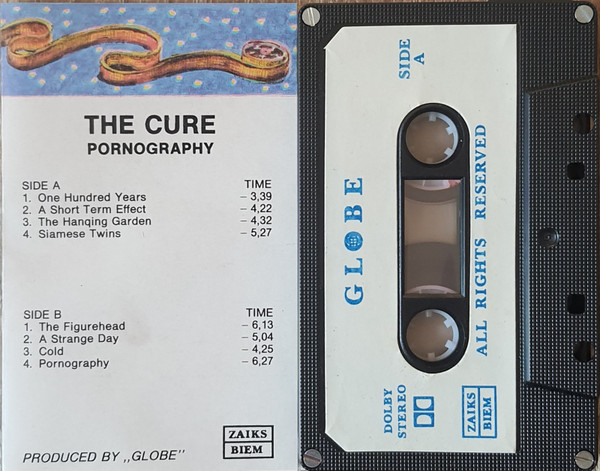 THE CURE
PORNOGRAPHY
SIDE A TIME
1. One Hundred Years – 3,39
2. A Short Term Effect – 4,22
3. The Hanging Garden – 4,32
4. Siamese Twins – 5,27
SIDE B TIME
1. The Figurehead – 6,13
2. A Strange Day – 5,04
3. Cold – 4,25
4. Pornography – 6,27
PRODUCED BY ,,GLOBE"
ZAIKS
BIEM
SIDE
A
GLOBE
ALL RIGHTS RESERVED
DOLBY
STEREO
ZAIKS
BIEM